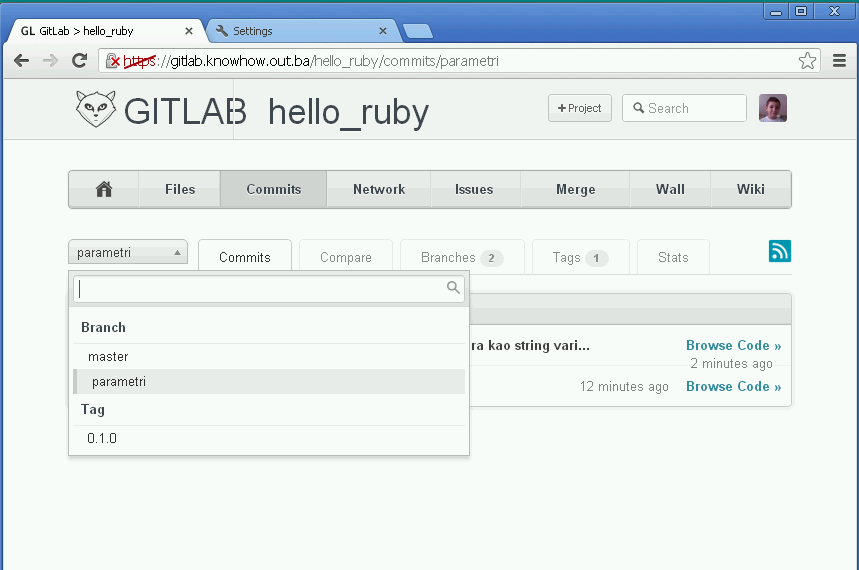 GL GitLab > hello_ruby
Settings
https://gitlab.knowhow.out.ba/hello_ruby/commits/parametri
GITLAB hello_ruby
+Project
Search
Files
Commits
Network
Issues
Merge
Wall
Wiki
parametri
Commits
Compare
Branches 2
Tags 1
Stats
Branch
master
parametri
Tag
0.1.0
ra kao string vari...
Browse Code »
2 minutes ago
12 minutes ago
Browse Code »